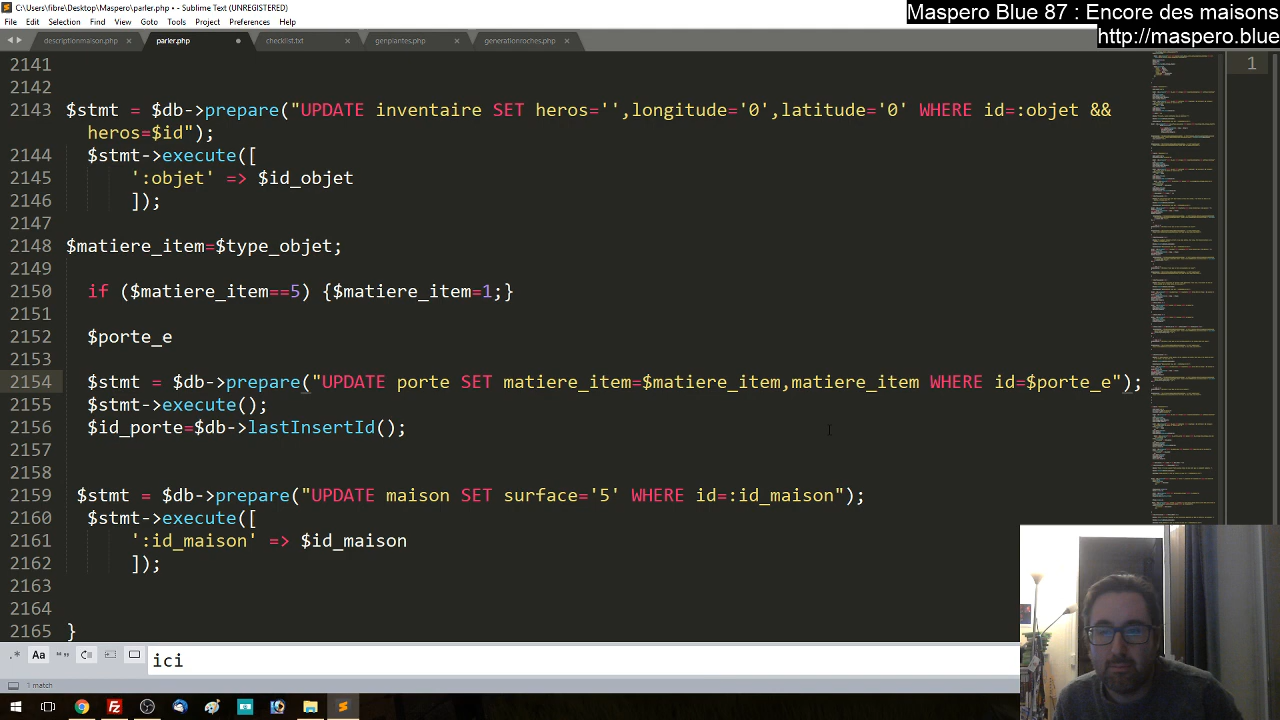 C:\Users\fibre\Desktop\Maspero\parler.php • - Sublime Text (UNREGISTERED)
Maspero Blue 87 : Encore des maisons
http://maspero.blue
File Edit Selection Find View Goto Tools Project Preferences Help
descriptionmaison.php × parler.php • checklist.txt × genplantes.php × generationroches.php ×
1
2141
2142
2143 $stmt = $db->prepare("UPDATE inventaire SET heros='',longitude='0',latitude='0' WHERE id=:objet &&
heros=$id");
2144 $stmt->execute([
2145 ':objet' => $id_objet
2146 ]);
2147
2148 $matiere_item=$type_objet;
2149
2150 if ($matiere_item==5) {$matiere_item=1;}
2151
2152 $porte_e
2153
2154 $stmt = $db->prepare("UPDATE porte SET matiere_item=$matiere_item,matiere_item WHERE id=$porte_e");
2155 $stmt->execute();
2156 $id_porte=$db->lastInsertId();
2157
2158
2159 $stmt = $db->prepare("UPDATE maison SET surface='5' WHERE id=:id_maison");
2160 $stmt->execute([
2161 ':id_maison' => $id_maison
2162 ]);
2163
2164
2165 }
.* Aa "" ici
1 match